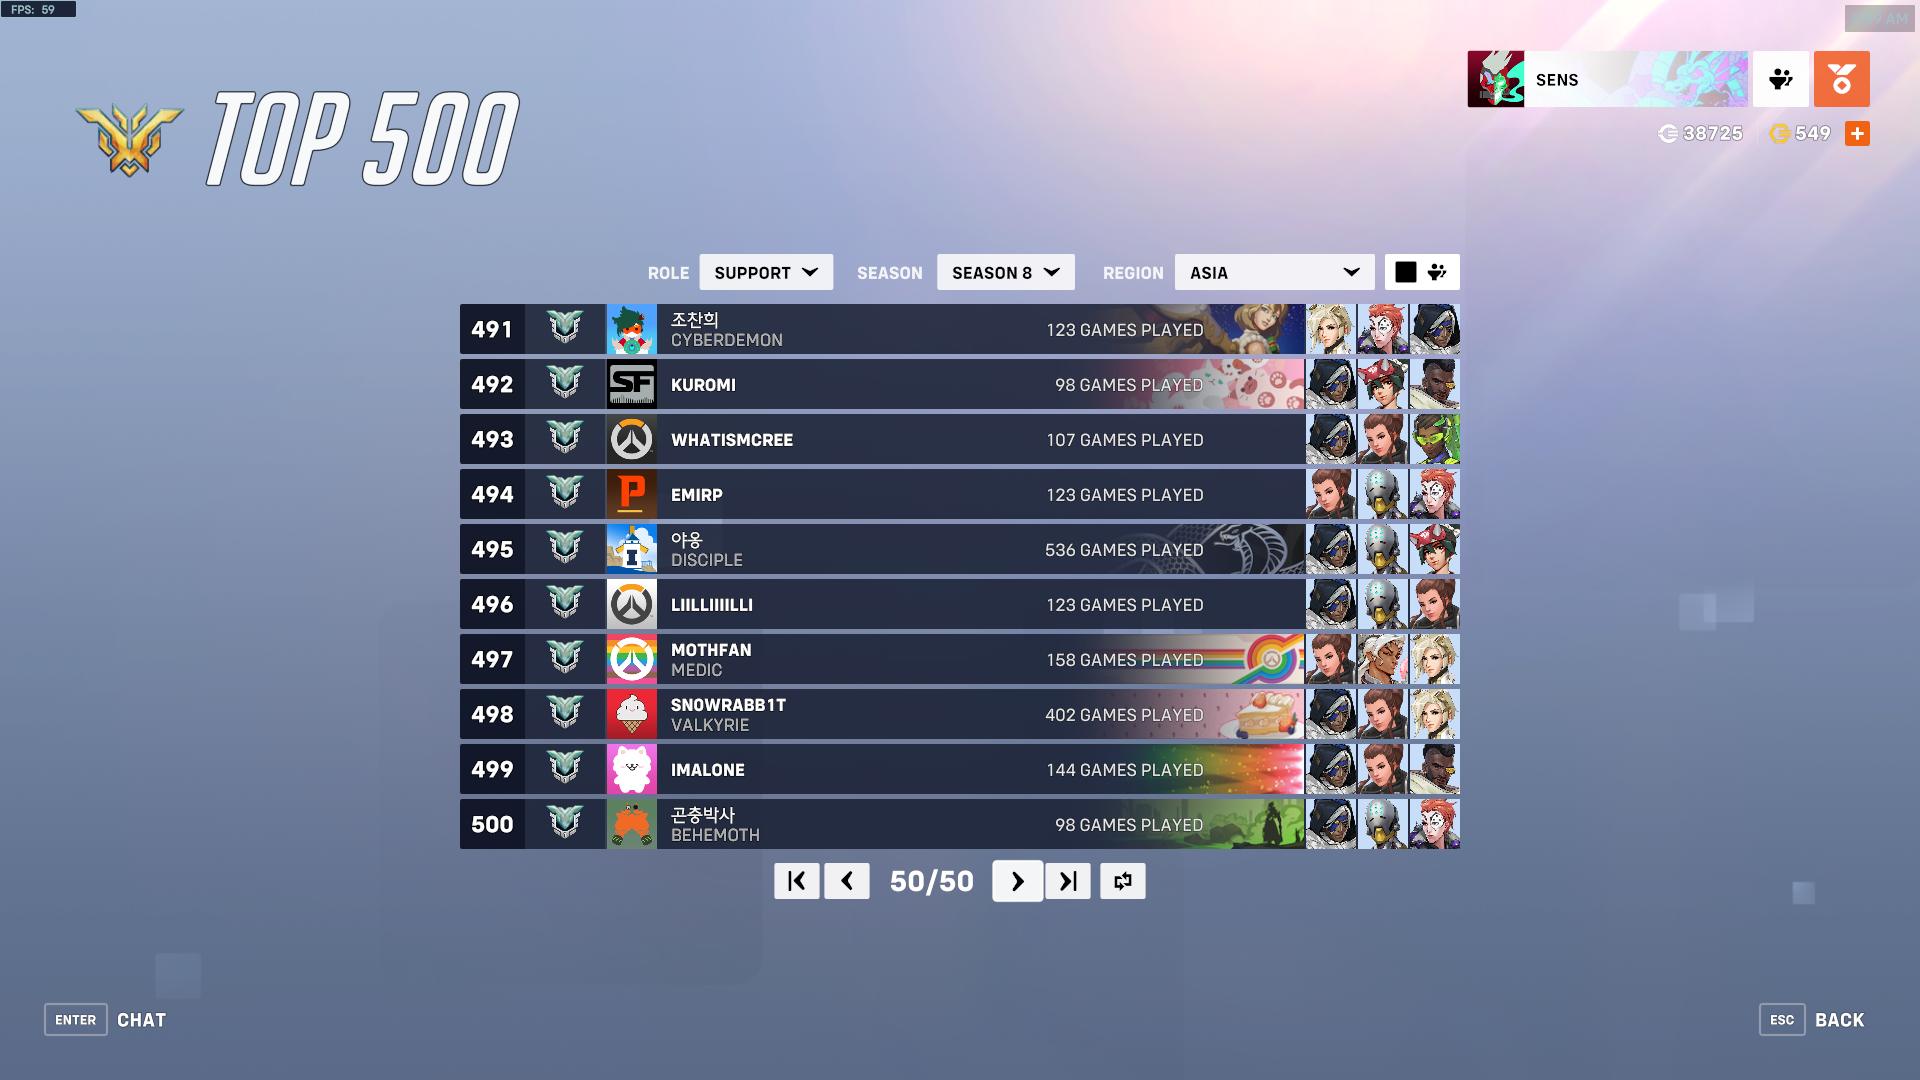 FPS: 59
TOP 500
SENS
38725
549
ROLE SUPPORT SEASON SEASON 8 REGION ASIA
491 조찬희 123 GAMES PLAYED
CYBERDEMON
492 SF KUROMI 98 GAMES PLAYED
493 WHATISMCREE 107 GAMES PLAYED
494 P EMIRP 123 GAMES PLAYED
495 I 야옹 536 GAMES PLAYED
DISCIPLE
496 LIILLIIIILLI 123 GAMES PLAYED
497 MOTHFAN 158 GAMES PLAYED
MEDIC
498 SNOWRABB1T 402 GAMES PLAYED
VALKYRIE
499 IMALONE 144 GAMES PLAYED
500 곤충박사 98 GAMES PLAYED
BEHEMOTH
50/50
ENTER CHAT
ESC BACK